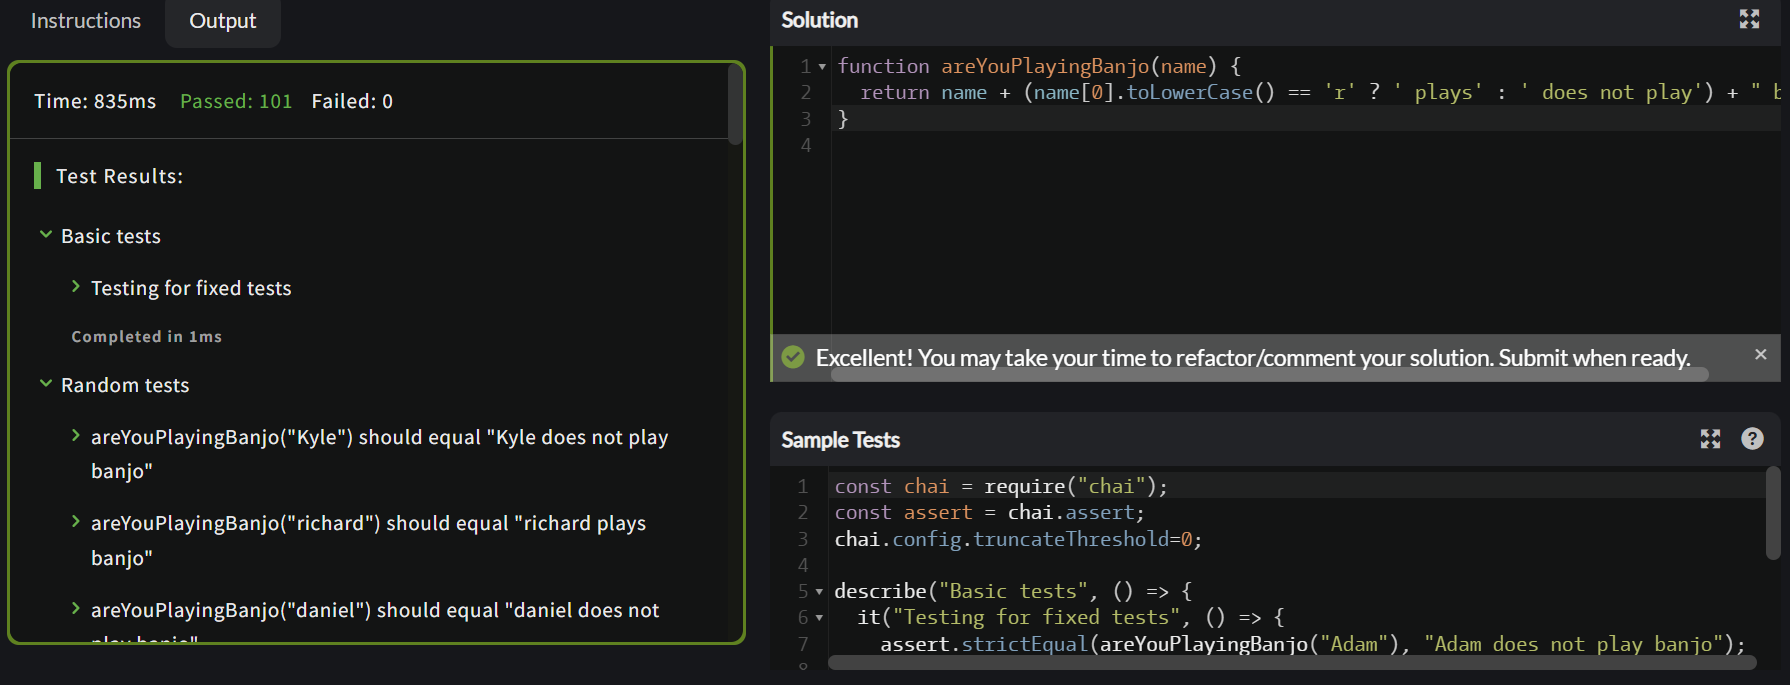 Instructions
Output
Time: 835ms Passed: 101 Failed: 0
Test Results:
Basic tests
Testing for fixed tests
Completed in 1ms
Random tests
areYouPlayingBanjo("Kyle") should equal "Kyle does not play
banjo"
areYouPlayingBanjo("richard") should equal "richard plays
banjo"
areYouPlayingBanjo("daniel") should equal "daniel does not
play banjo"
Solution
1 function areYouPlayingBanjo(name) {
2 return name + (name[0].toLowerCase() == 'r' ? ' plays' : ' does not play') + " b
3 }
4
Excellent! You may take your time to refactor/comment your solution. Submit when ready.
Sample Tests
1 const chai = require("chai");
2 const assert = chai.assert;
3 chai.config.truncateThreshold=0;
4
5 describe("Basic tests", () => {
6 it("Testing for fixed tests", () => {
7 assert.strictEqual(areYouPlayingBanjo("Adam"), "Adam does not play banjo");
8